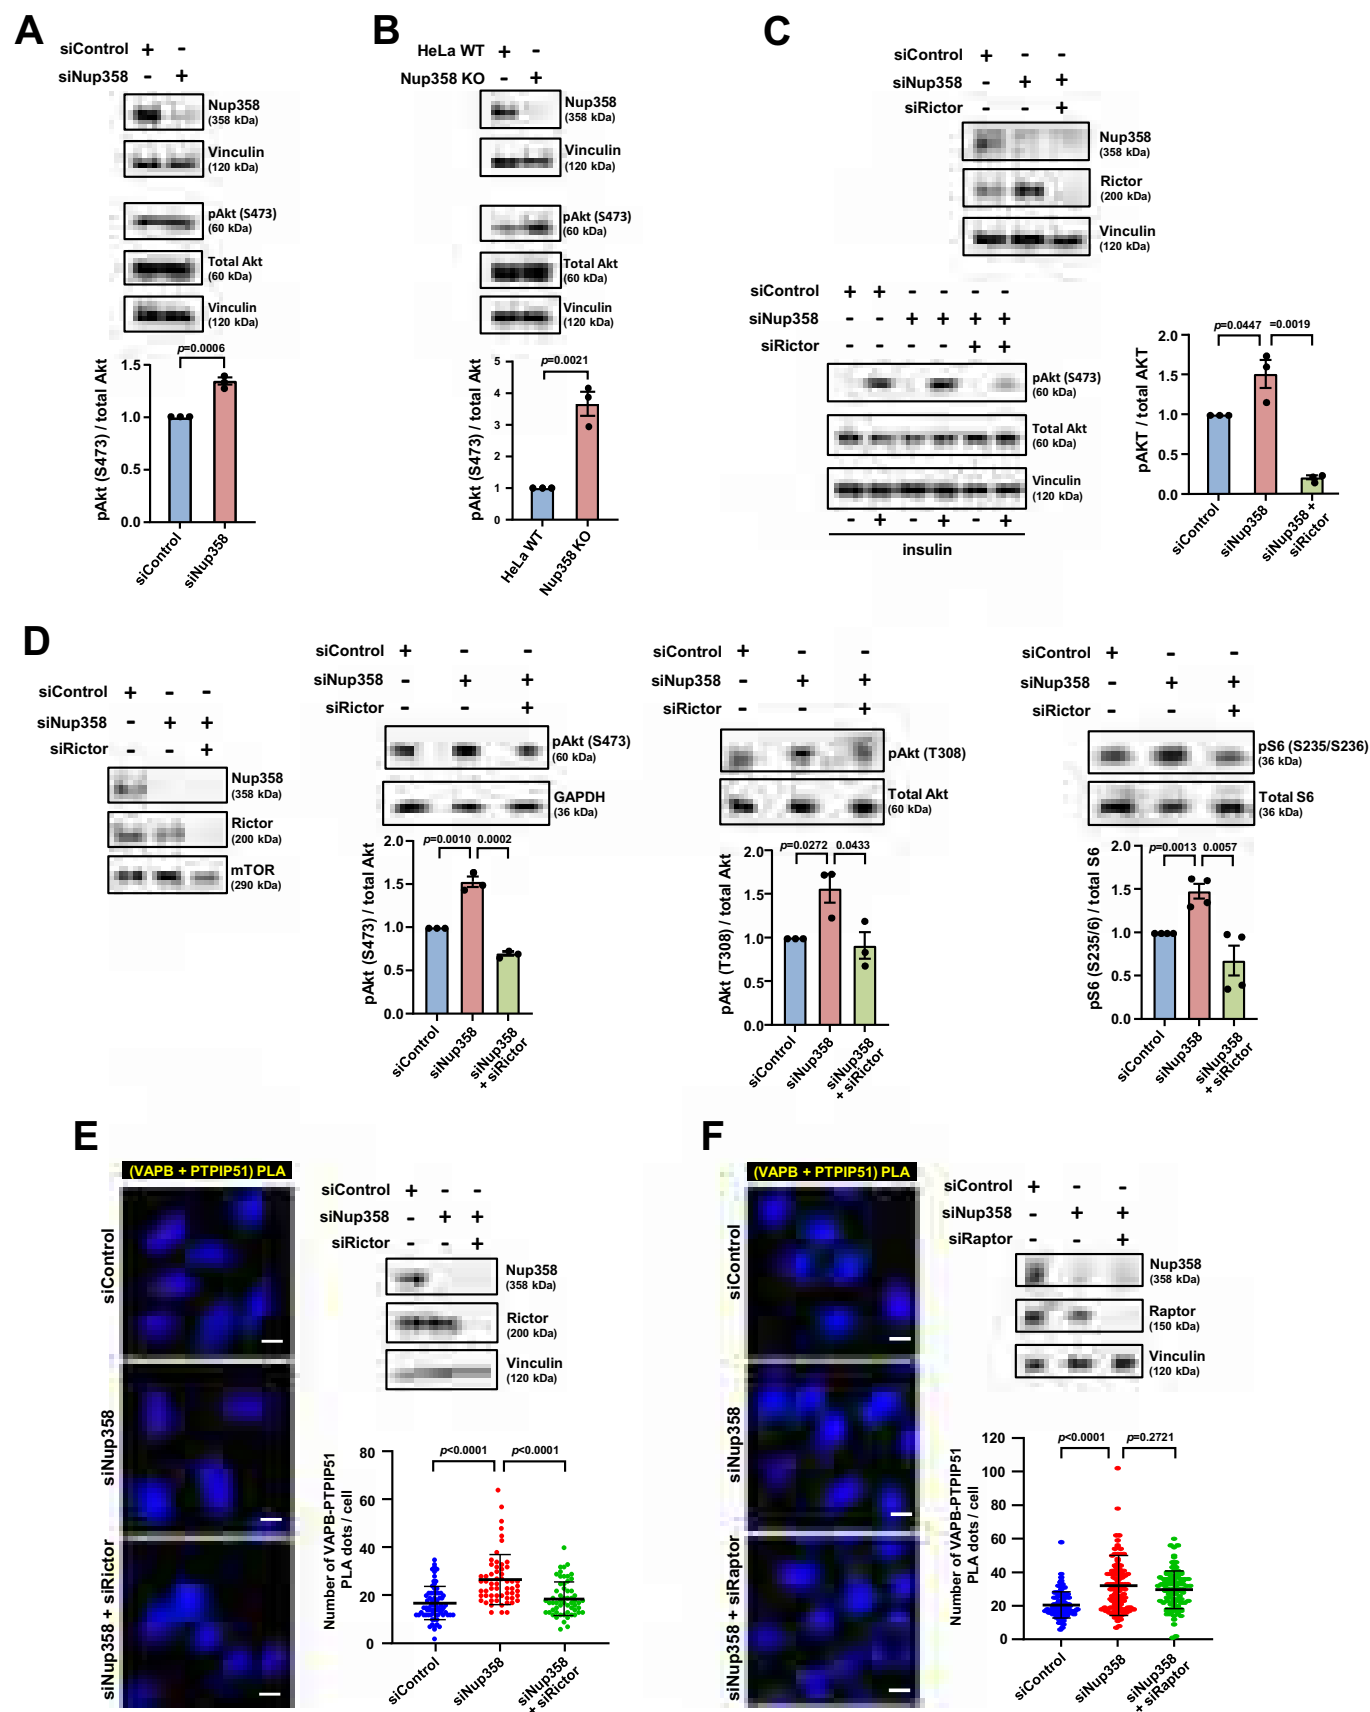 A
siControl + -
siNup358 - +
Nup358
(358 kDa)
Vinculin
(120 kDa)
pAkt (S473)
(60 kDa)
Total Akt
(60 kDa)
Vinculin
(120 kDa)
pAkt (S473) / total Akt
p=0.0006
1.5
1.0
0.5
0.0
siControl
siNup358
B
HeLa WT + -
Nup358 KO - +
Nup358
(358 kDa)
Vinculin
(120 kDa)
pAkt (S473)
(60 kDa)
Total Akt
(60 kDa)
Vinculin
(120 kDa)
pAkt (S473) / total Akt
p=0.0021
5
4
3
2
1
0
HeLa WT
Nup358 KO
C
siControl + - -
siNup358 - + +
siRictor - - +
Nup358
(358 kDa)
Rictor
(200 kDa)
Vinculin
(120 kDa)
siControl + + - - - -
siNup358 - - + + + +
siRictor - - - - + +
pAkt (S473)
(60 kDa)
Total Akt
(60 kDa)
Vinculin
(120 kDa)
- + - + - +
insulin
pAKT / total AKT
p=0.0447 =0.0019
2.0
1.5
1.0
0.5
0.0
siControl
siNup358
siNup358 +
siRictor
D
siControl + - -
siNup358 - + +
siRictor - - +
Nup358
(358 kDa)
Rictor
(200 kDa)
mTOR
(290 kDa)
siControl + - -
siNup358 - + +
siRictor - - +
pAkt (S473)
(60 kDa)
GAPDH
(36 kDa)
pAkt (S473) / total Akt
p=0.0010 0.0002
2.0
1.5
1.0
0.5
0.0
siControl
siNup358
siNup358
+ siRictor
siControl + - -
siNup358 - + +
siRictor - - +
pAkt (T308)
Total Akt
(60 kDa)
pAkt (T308) / total Akt
p=0.0272 0.0433
2.0
1.5
1.0
0.5
0.0
siControl
siNup358
siNup358
+ siRictor
siControl + - -
siNup358 - + +
siRictor - - +
pS6 (S235/S236)
(36 kDa)
Total S6
(36 kDa)
pS6 (S235/6) / total S6
p=0.0013 0.0057
2.0
1.5
1.0
0.5
0.0
siControl
siNup358
siNup358
+ siRictor
E
(VAPB + PTPIP51) PLA
siControl
siNup358
siNup358 + siRictor
siControl + - -
siNup358 - + +
siRictor - - +
Nup358
(358 kDa)
Rictor
(200 kDa)
Vinculin
(120 kDa)
Number of VAPB-PTPIP51
PLA dots / cell
p<0.0001 p<0.0001
80
60
40
20
0
siControl
siNup358
siNup358
+ siRictor
F
(VAPB + PTPIP51) PLA
siControl
siNup358
siNup358 + siRaptor
siControl + - -
siNup358 - + +
siRaptor - - +
Nup358
(358 kDa)
Raptor
(150 kDa)
Vinculin
(120 kDa)
Number of VAPB-PTPIP51
PLA dots / cell
p<0.0001 p=0.2721
120
100
80
60
40
20
0
siControl
siNup358
siNup358
+ siRaptor